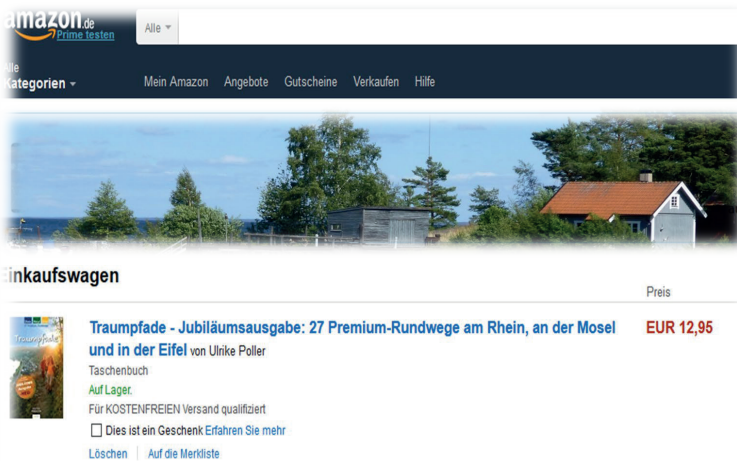 amazon.de
Prime testen
Alle
Alle
Kategorien
Mein Amazon Angebote Gutscheine Verkaufen Hilfe
Einkaufswagen
Preis
Traumpfade
Traumpfade - Jubiläumsausgabe: 27 Premium-Rundwege am Rhein, an der Mosel EUR 12,95
und in der Eifel von Ulrike Poller
Taschenbuch
Auf Lager.
Für KOSTENFREIEN Versand qualifiziert
Dies ist ein Geschenk Erfahren Sie mehr
Löschen | Auf die Merkliste